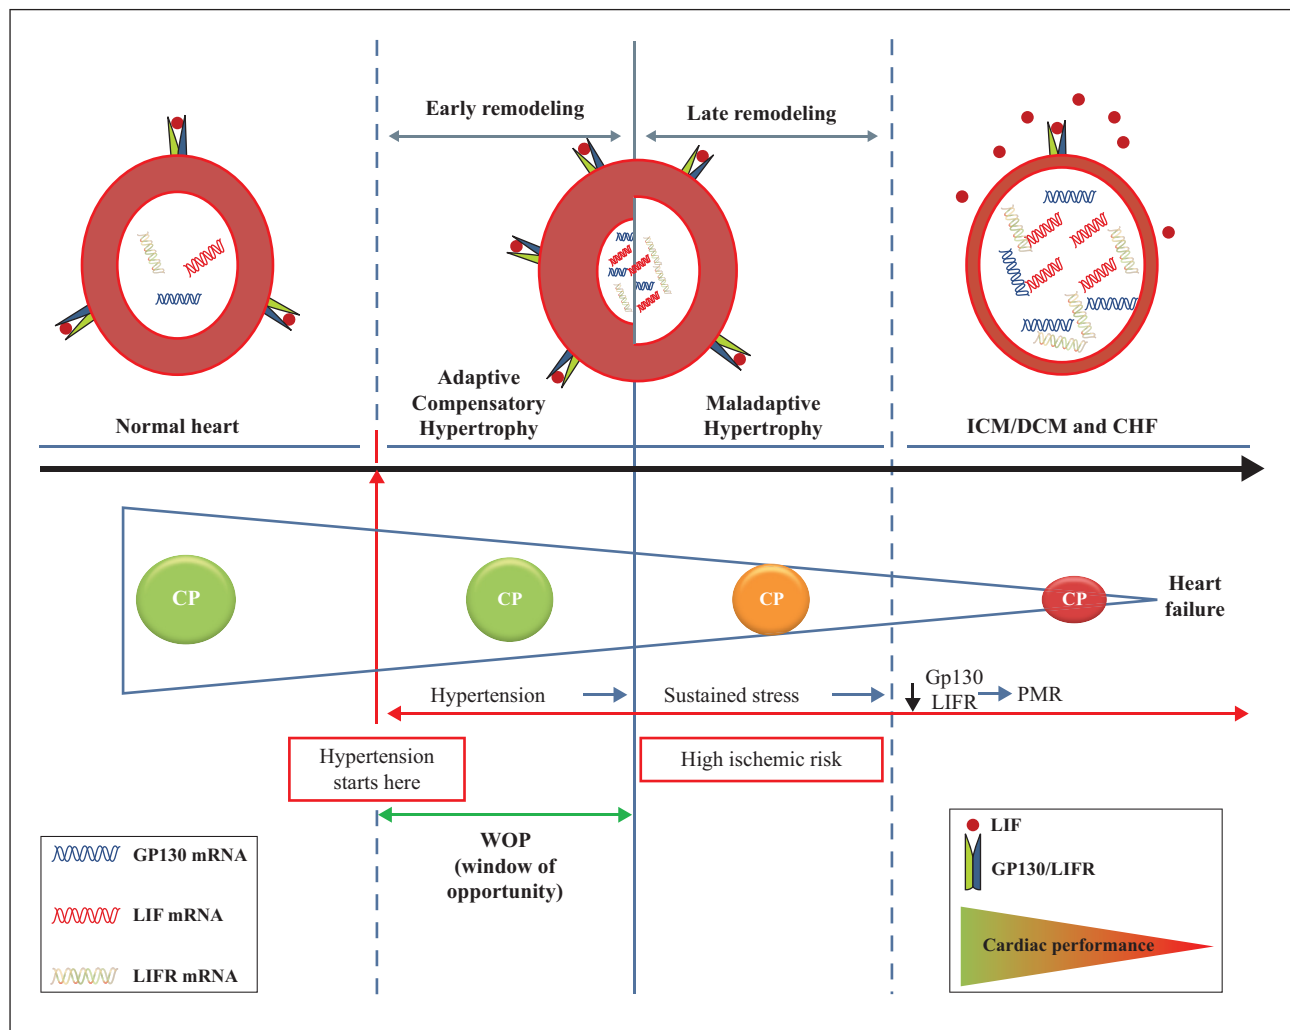 Early remodeling
Late remodeling
Normal heart
Adaptive
Compensatory
Hypertrophy
Maladaptive
Hypertrophy
ICM/DCM and CHF
CP
CP
CP
CP
Heart
failure
Hypertension
Sustained stress
Gp130
LIFR
PMR
Hypertension
starts here
High ischemic risk
WOP
(window of
opportunity)
GP130 mRNA
LIF mRNA
LIFR mRNA
LIF
GP130/LIFR
Cardiac performance